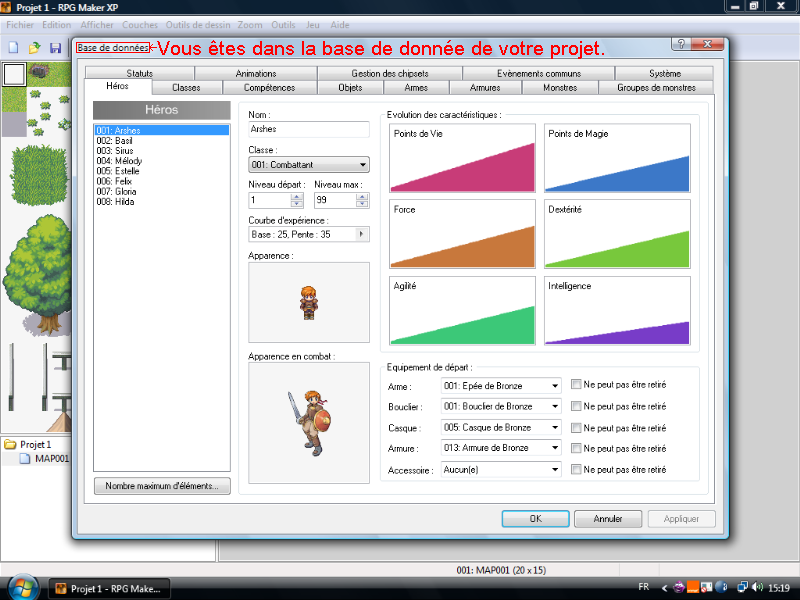 Projet 1 - RPG Maker XP
Fichier Edition Afficher Couches Outils de dessin Zoom Outils Jeu Aide
Base de données
Vous êtes dans la base de donnée de votre projet.
Statuts Animations Gestion des chipsets Evènements communs Système
Héros Classes Compétences Objets Armes Armures Monstres Groupes de monstres
Héros
001: Arshes
002: Basil
003: Sirus
004: Mélody
005: Estelle
006: Felix
007: Gloria
008: Hilda
Nombre maximum d'éléments...
Nom :
Arshes
Classe :
001: Combattant
Niveau départ : Niveau max :
1 99
Courbe d'expérience :
Base : 25, Pente : 35
Apparence :
Apparence en combat :
Evolution des caractéristiques :
Points de Vie Points de Magie
Force Dextérité
Agilité Intelligence
Equipement de départ :
Arme : 001: Epée de Bronze Ne peut pas être retiré
Bouclier : 001: Bouclier de Bronze Ne peut pas être retiré
Casque : 005: Casque de Bronze Ne peut pas être retiré
Armure : 013: Armure de Bronze Ne peut pas être retiré
Accessoire : Aucun(e) Ne peut pas être retiré
OK Annuler Appliquer
Projet 1
MAP001
001: MAP001 (20 x 15)
Projet 1 - RPG Make...
FR 15:19